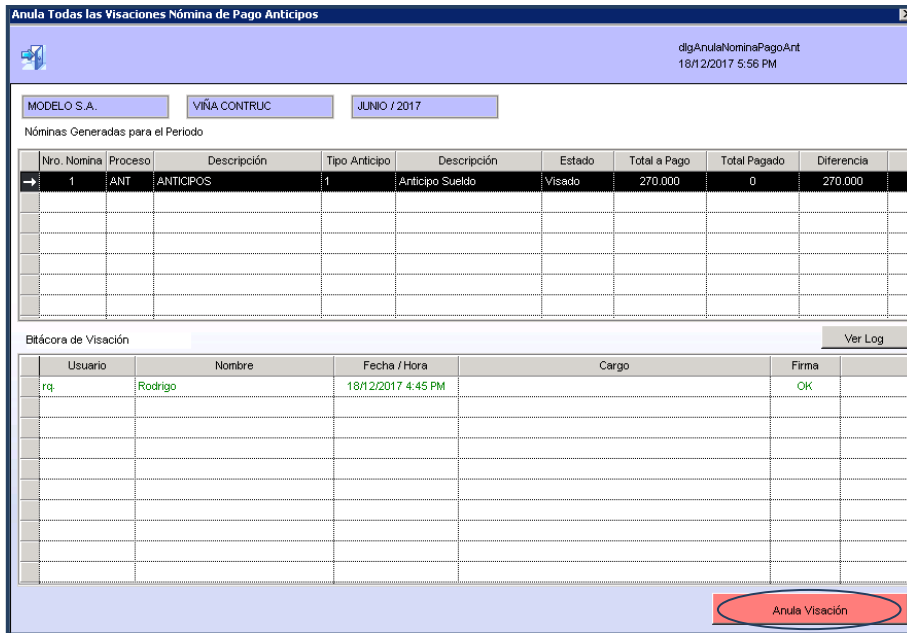 Anula Todas las Visaciones Nómina de Pago Anticipos
dlgAnulaNominaPagoAnt
18/12/2017 5:56 PM
MODELO S.A. VIÑA CONTRUC JUNIO / 2017
Nóminas Generadas para el Periodo
Nro. Nomina Proceso Descripción Tipo Anticipo Descripción Estado Total a Pago Total Pagado Diferencia
1 ANT ANTICIPOS 1 Anticipo Sueldo Visado 270.000 0 270.000
Bitácora de Visación Ver Log
Usuario Nombre Fecha / Hora Cargo Firma
rq. Rodrigo 18/12/2017 4:45 PM OK
Anula Visación